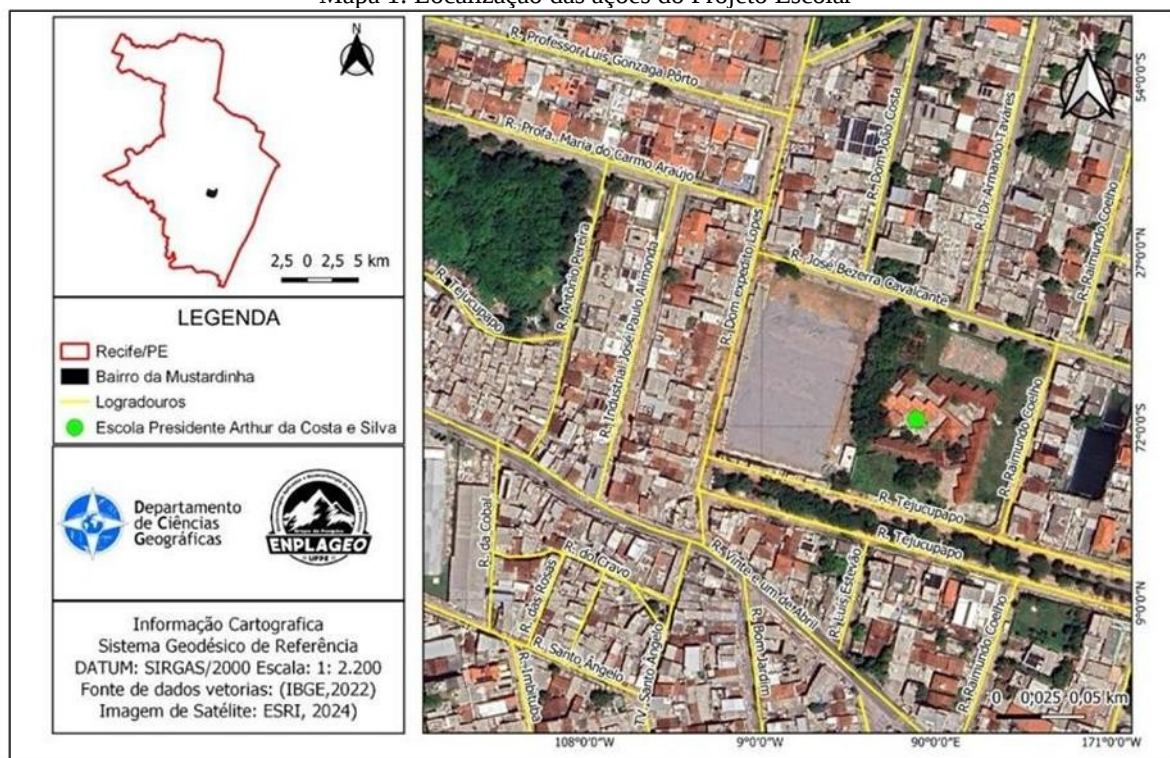 Mapa 1: Localização das ações do Projeto Escolar
N
2,5 0 2,5 5 km
LEGENDA
Recife/PE
Bairro da Mustardinha
Logradouros
Escola Presidente Arthur da Costa e Silva
Departamento
de Ciências
Geográficas
ENPLAGEO
UFPE
Informação Cartografica
Sistema Geodésico de Referência
DATUM: SIRGAS/2000 Escala: 1: 2.200
Fonte de dados vetorias: (IBGE,2022)
Imagem de Satélite: ESRI, 2024)
R. Professor Luís Gonzaga Pôrto
R. Profa. Maria do Carmo Araújo
R. Dom João Costa
R. Dr. Armando Tavares
R. Raimundo Coelho
N
R. Tejucupapo
R. Antônio Pereira
R. Industrial José Paulo Alimonda
R. Dom expedito Lopes
R. José Bezerra Cavalcante
R. Raimundo Coelho
R. Tejucupapo
R. Tejucupapo
R. da Cobal
R. das Rosas
R. do Cravo
R. Vinte e um de Abril
R. Luís Estevão
R. Santo Ângelo
R. Imbituba
TV. Santo Ângelo
R. Bom Jardim
R. Raimundo Coelho
0 0,025 0,05 km
54°0'0"S
27°0'0"N
72°0'0"S
9°0'0"N
108°0'0"W
9°0'0"W
90°0'0"E
171°0'0"W